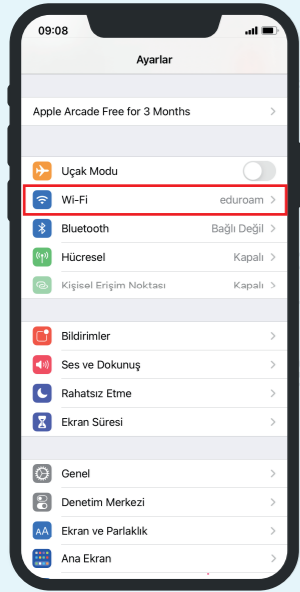 09:08
Ayarlar
Apple Arcade Free for 3 Months
Uçak Modu
Wi-Fi eduroam
Bluetooth Bağlı Değil
Hücresel Kapalı
Kişisel Erişim Noktası Kapalı
Bildirimler
Ses ve Dokunuş
Rahatsız Etme
Ekran Süresi
Genel
Denetim Merkezi
AA Ekran ve Parlaklık
Ana Ekran